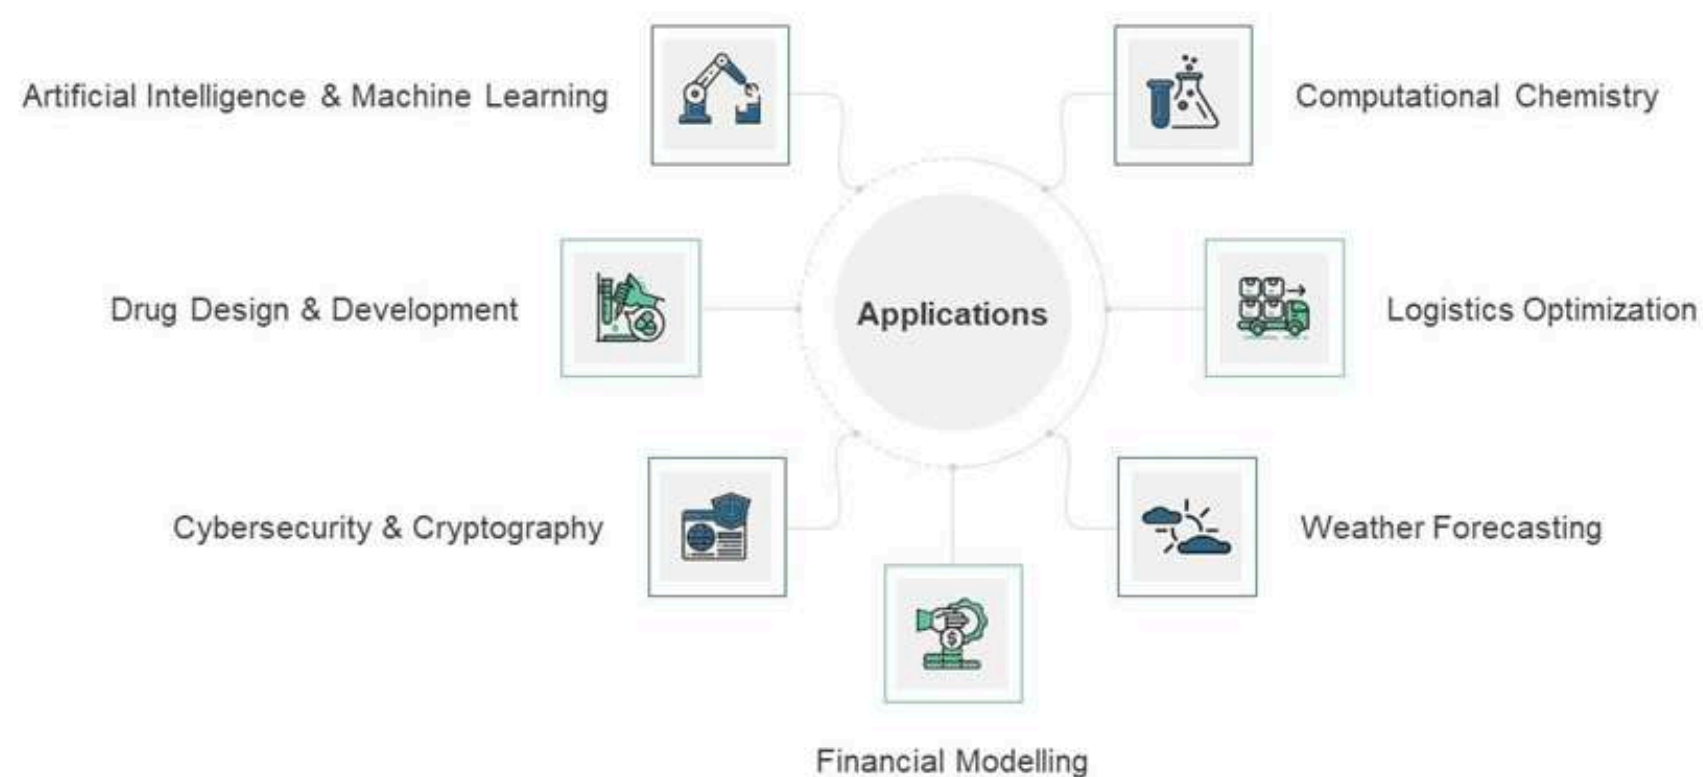 Artificial Intelligence & Machine Learning
Computational Chemistry
Drug Design & Development
Applications
Logistics Optimization
Cybersecurity & Cryptography
Weather Forecasting
Financial Modelling